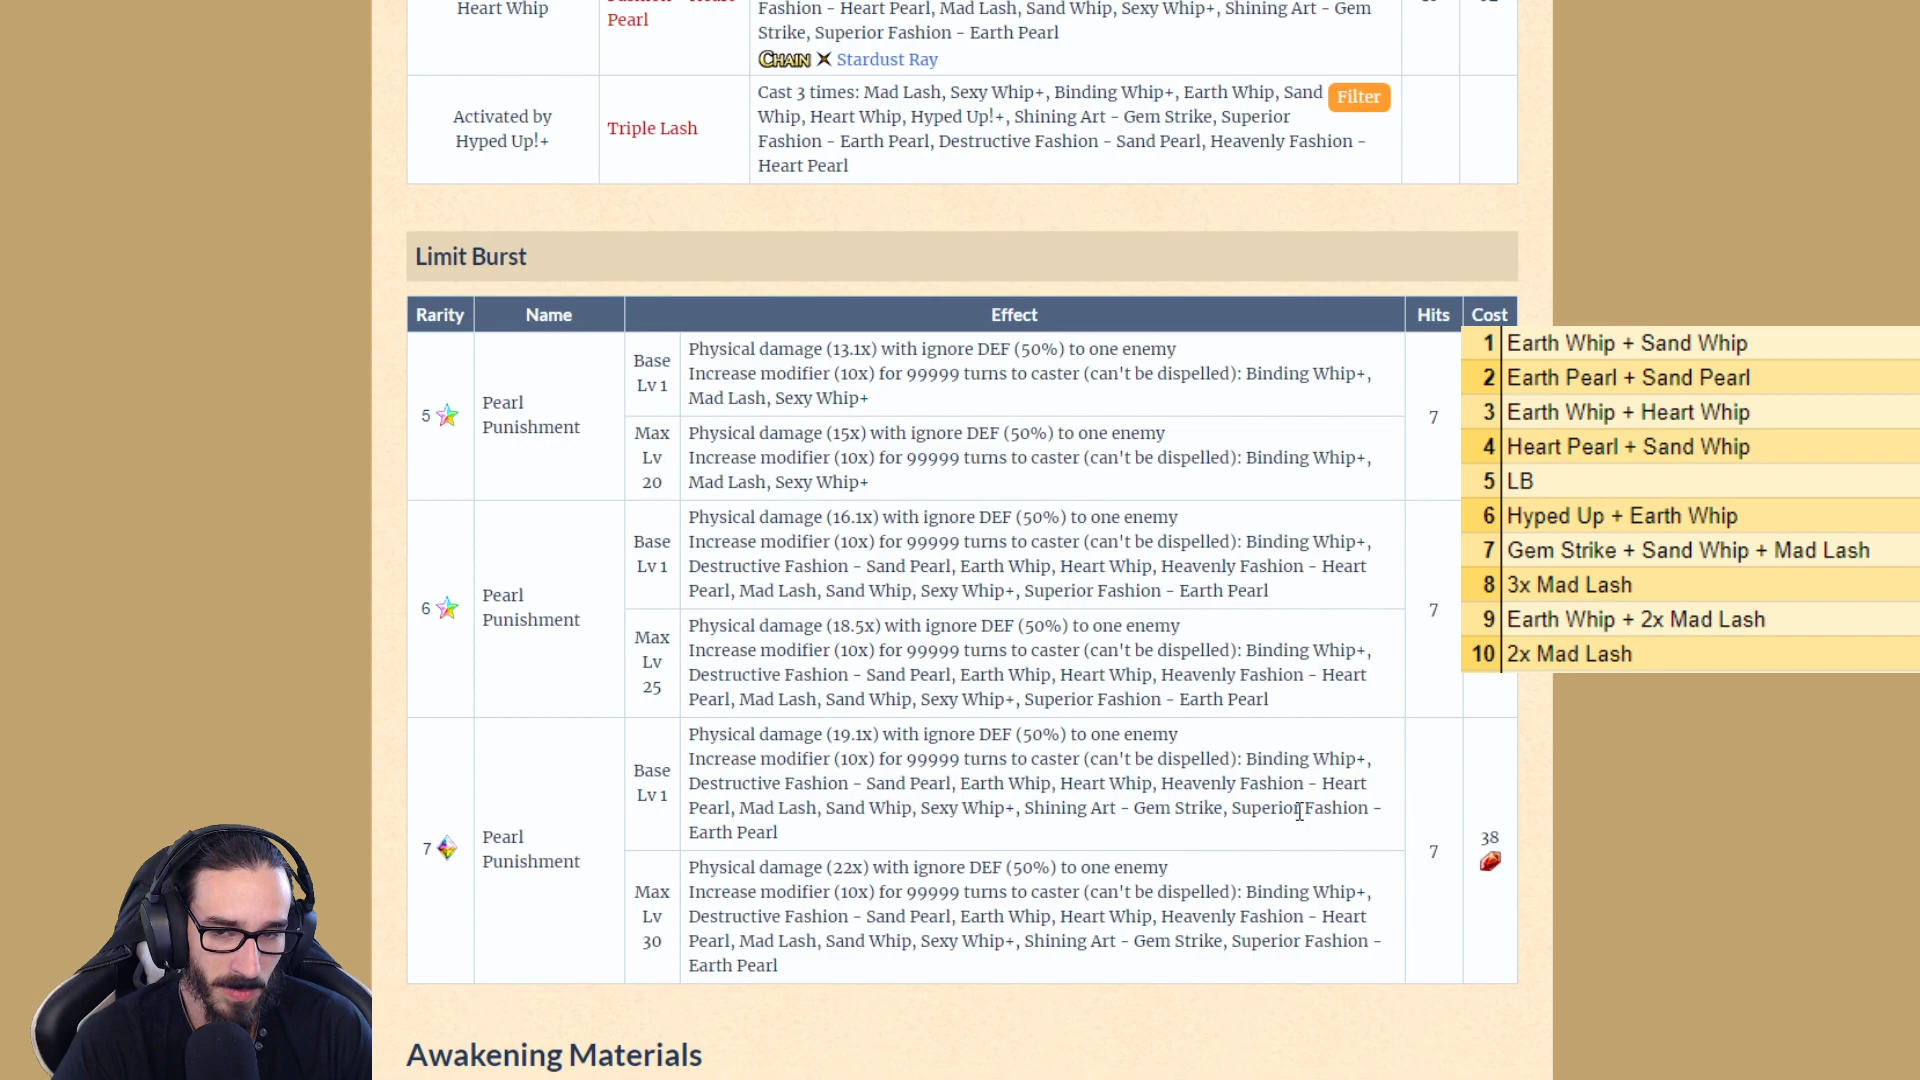 Heart Whip
Pearl
Fashion - Heart Pearl, Mad Lash, Sand Whip, Sexy Whip+, Shining Art - Gem
Strike, Superior Fashion - Earth Pearl
CHAIN Stardust Ray
Activated by
Hyped Up!+
Triple Lash
Cast 3 times: Mad Lash, Sexy Whip+, Binding Whip+, Earth Whip, Sand
Whip, Heart Whip, Hyped Up!+, Shining Art - Gem Strike, Superior
Fashion - Earth Pearl, Destructive Fashion - Sand Pearl, Heavenly Fashion -
Heart Pearl
Filter
Limit Burst
Rarity Name Effect Hits Cost
5
Pearl
Punishment
Base
Lv 1
Physical damage (13.1x) with ignore DEF (50%) to one enemy
Increase modifier (10x) for 99999 turns to caster (can't be dispelled): Binding Whip+,
Mad Lash, Sexy Whip+
Max
Lv
20
Physical damage (15x) with ignore DEF (50%) to one enemy
Increase modifier (10x) for 99999 turns to caster (can't be dispelled): Binding Whip+,
Mad Lash, Sexy Whip+
7
6
Pearl
Punishment
Base
Lv 1
Physical damage (16.1x) with ignore DEF (50%) to one enemy
Increase modifier (10x) for 99999 turns to caster (can't be dispelled): Binding Whip+,
Destructive Fashion - Sand Pearl, Earth Whip, Heart Whip, Heavenly Fashion - Heart
Pearl, Mad Lash, Sand Whip, Sexy Whip+, Superior Fashion - Earth Pearl
Max
Lv
25
Physical damage (18.5x) with ignore DEF (50%) to one enemy
Increase modifier (10x) for 99999 turns to caster (can't be dispelled): Binding Whip+,
Destructive Fashion - Sand Pearl, Earth Whip, Heart Whip, Heavenly Fashion - Heart
Pearl, Mad Lash, Sand Whip, Sexy Whip+, Superior Fashion - Earth Pearl
7
7
Pearl
Punishment
Base
Lv 1
Physical damage (19.1x) with ignore DEF (50%) to one enemy
Increase modifier (10x) for 99999 turns to caster (can't be dispelled): Binding Whip+,
Destructive Fashion - Sand Pearl, Earth Whip, Heart Whip, Heavenly Fashion - Heart
Pearl, Mad Lash, Sand Whip, Sexy Whip+, Shining Art - Gem Strike, Superior Fashion -
Earth Pearl
Max
Lv
30
Physical damage (22x) with ignore DEF (50%) to one enemy
Increase modifier (10x) for 99999 turns to caster (can't be dispelled): Binding Whip+,
Destructive Fashion - Sand Pearl, Earth Whip, Heart Whip, Heavenly Fashion - Heart
Pearl, Mad Lash, Sand Whip, Sexy Whip+, Shining Art - Gem Strike, Superior Fashion -
Earth Pearl
7
38
1 Earth Whip + Sand Whip
2 Earth Pearl + Sand Pearl
3 Earth Whip + Heart Whip
4 Heart Pearl + Sand Whip
5 LB
6 Hyped Up + Earth Whip
7 Gem Strike + Sand Whip + Mad Lash
8 3x Mad Lash
9 Earth Whip + 2x Mad Lash
10 2x Mad Lash
Awakening Materials